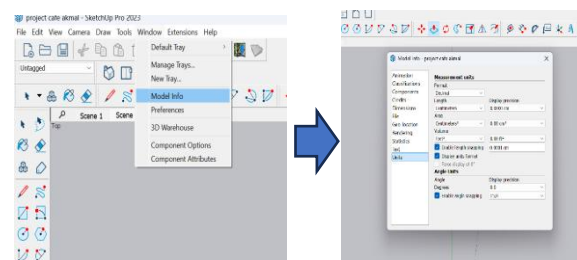 project cafe akmal - SketchUp Pro 2023
File Edit View Camera Draw Tools Window Extensions Help
Default Tray
Untagged
Manage Trays...
New Tray...
Model Info
Preferences
3D Warehouse
Component Options
Component Attributes
Scene 1 Scene
Top
Model Info - project cafe akmal
Animation
Classifications
Components
Credits
Dimensions
File
Geo-location
Rendering
Statistics
Text
Units
Measurement units
Format
Decimal
Length Display precision
Area
Volume
Enable length snapping
Display units format
Angle Units
Angle Display precision
Degrees 0.0
Enable angle snapping